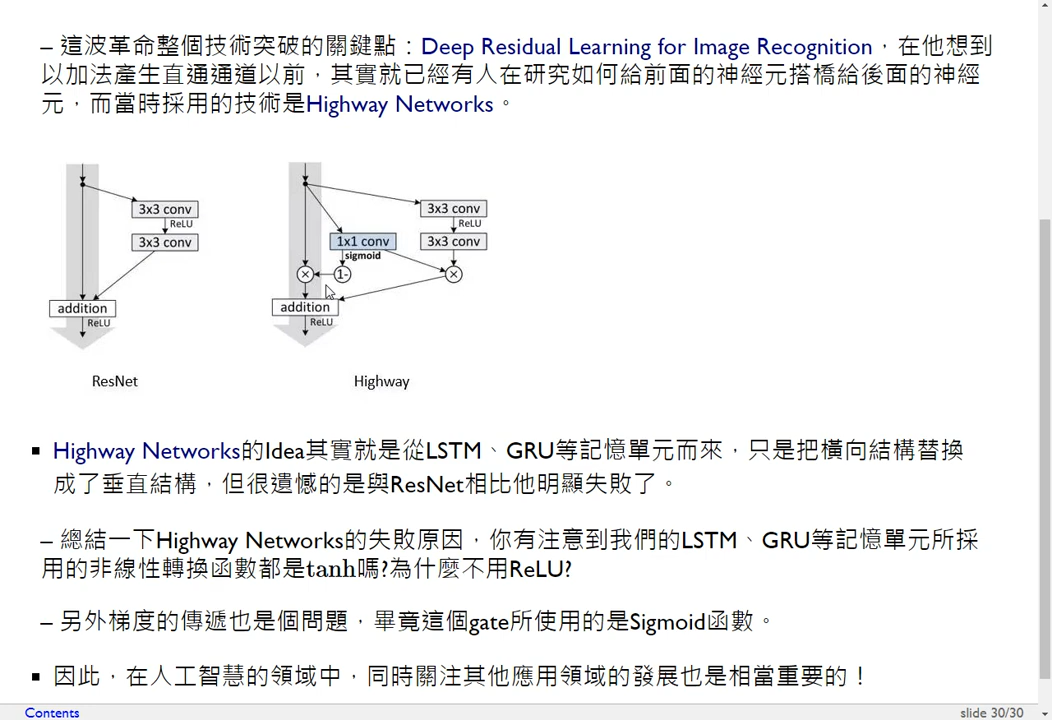 – 這波革命整個技術突破的關鍵點：Deep Residual Learning for Image Recognition，在他想到
以加法產生直通通道以前，其實就已經有人在研究如何給前面的神經元搭橋給後面的神經
元，而當時採用的技術是Highway Networks。
3x3 conv
ReLU
3x3 conv
addition
ReLU
ResNet
3x3 conv
ReLU
1x1 conv
3x3 conv
sigmoid
×
1-
×
addition
ReLU
Highway
▪ Highway Networks的Idea其實就是從LSTM、GRU等記憶單元而來，只是把橫向結構替換
成了垂直結構，但很遺憾的是與ResNet相比他明顯失敗了。
– 總結一下Highway Networks的失敗原因，你有注意到我們的LSTM、GRU等記憶單元所採
用的非線性轉換函數都是tanh嗎?為什麼不用ReLU?
– 另外梯度的傳遞也是個問題，畢竟這個gate所使用的是Sigmoid函數。
▪ 因此，在人工智慧的領域中，同時關注其他應用領域的發展也是相當重要的！
Contents
slide 30/30